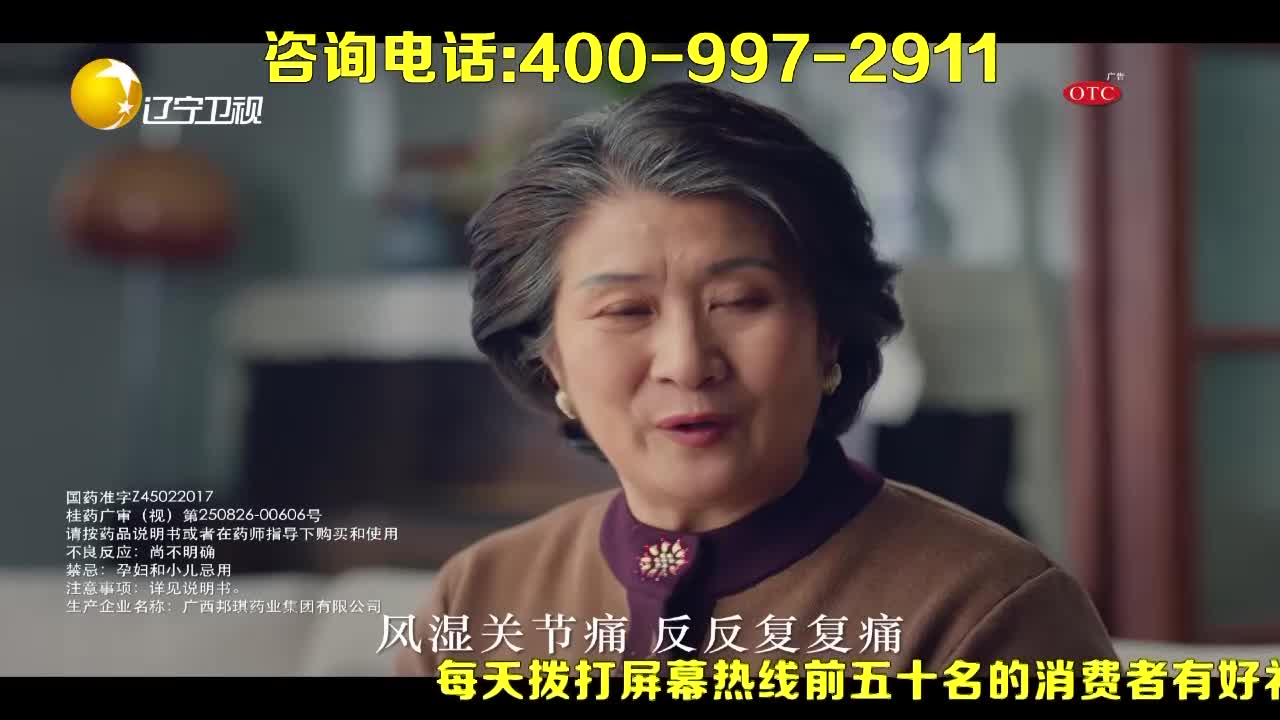 咨询电话:400-997-2911
广告
OTC
辽宁卫视
国药准字Z45022017
桂药广审（视）第250826-00606号
请按药品说明书或者在药师指导下购买和使用
不良反应：尚不明确
禁忌：孕妇和小儿忌用
注意事项：详见说明书。
生产企业名称：广西邦琪药业集团有限公司
风湿关节痛 反反复复痛
每天拨打屏幕热线前五十名的消费者有好